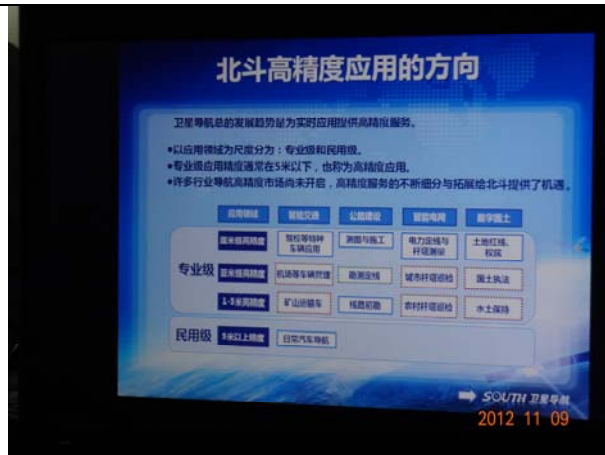 北斗高精度应用的方向
卫星导航总的发展趋势是为实时应用提供高精度服务。
•以应用领域为尺度分为：专业级和民用级。
•专业级应用精度通常在5米以下，也称为高精度应用。
•许多行业导航高精度市场尚未开启，高精度服务的不断细分与拓展给北斗提供了机遇。
应用领域 智能交通 公路建设 智能电网 数字国土
厘米级高精度 驾校等特种车辆应用 测图与施工 电力定线与杆塔测设 土地红线、权属
专业级 亚米级高精度 机场等车辆管理 勘测定线 城市杆塔巡检 国土执法
1-5米高精度 矿山运输车 线路初勘 农村杆塔巡检 水土保持
民用级 5米以上精度 日常汽车导航
SOUTH 卫星导航
2012 11 09